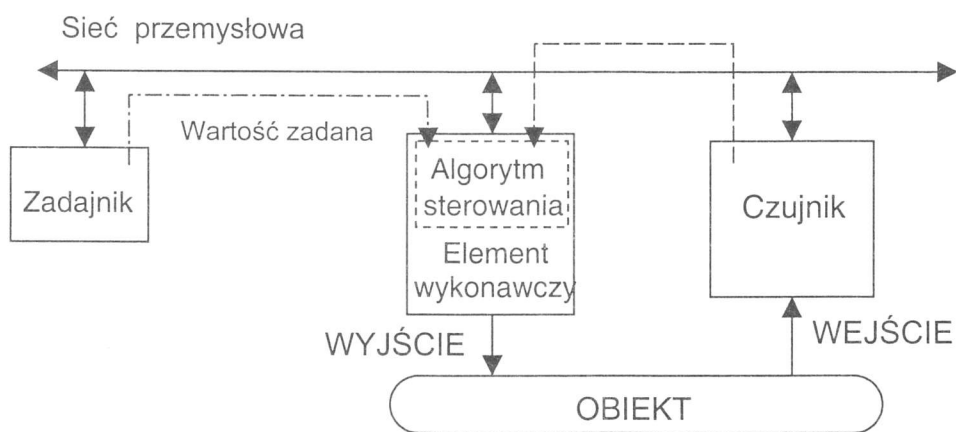 Sieć przemysłowa
Wartość zadana
Zadajnik
Algorytm
sterowania
Element
wykonawczy
Czujnik
WYJŚCIE
WEJŚCIE
OBIEKT